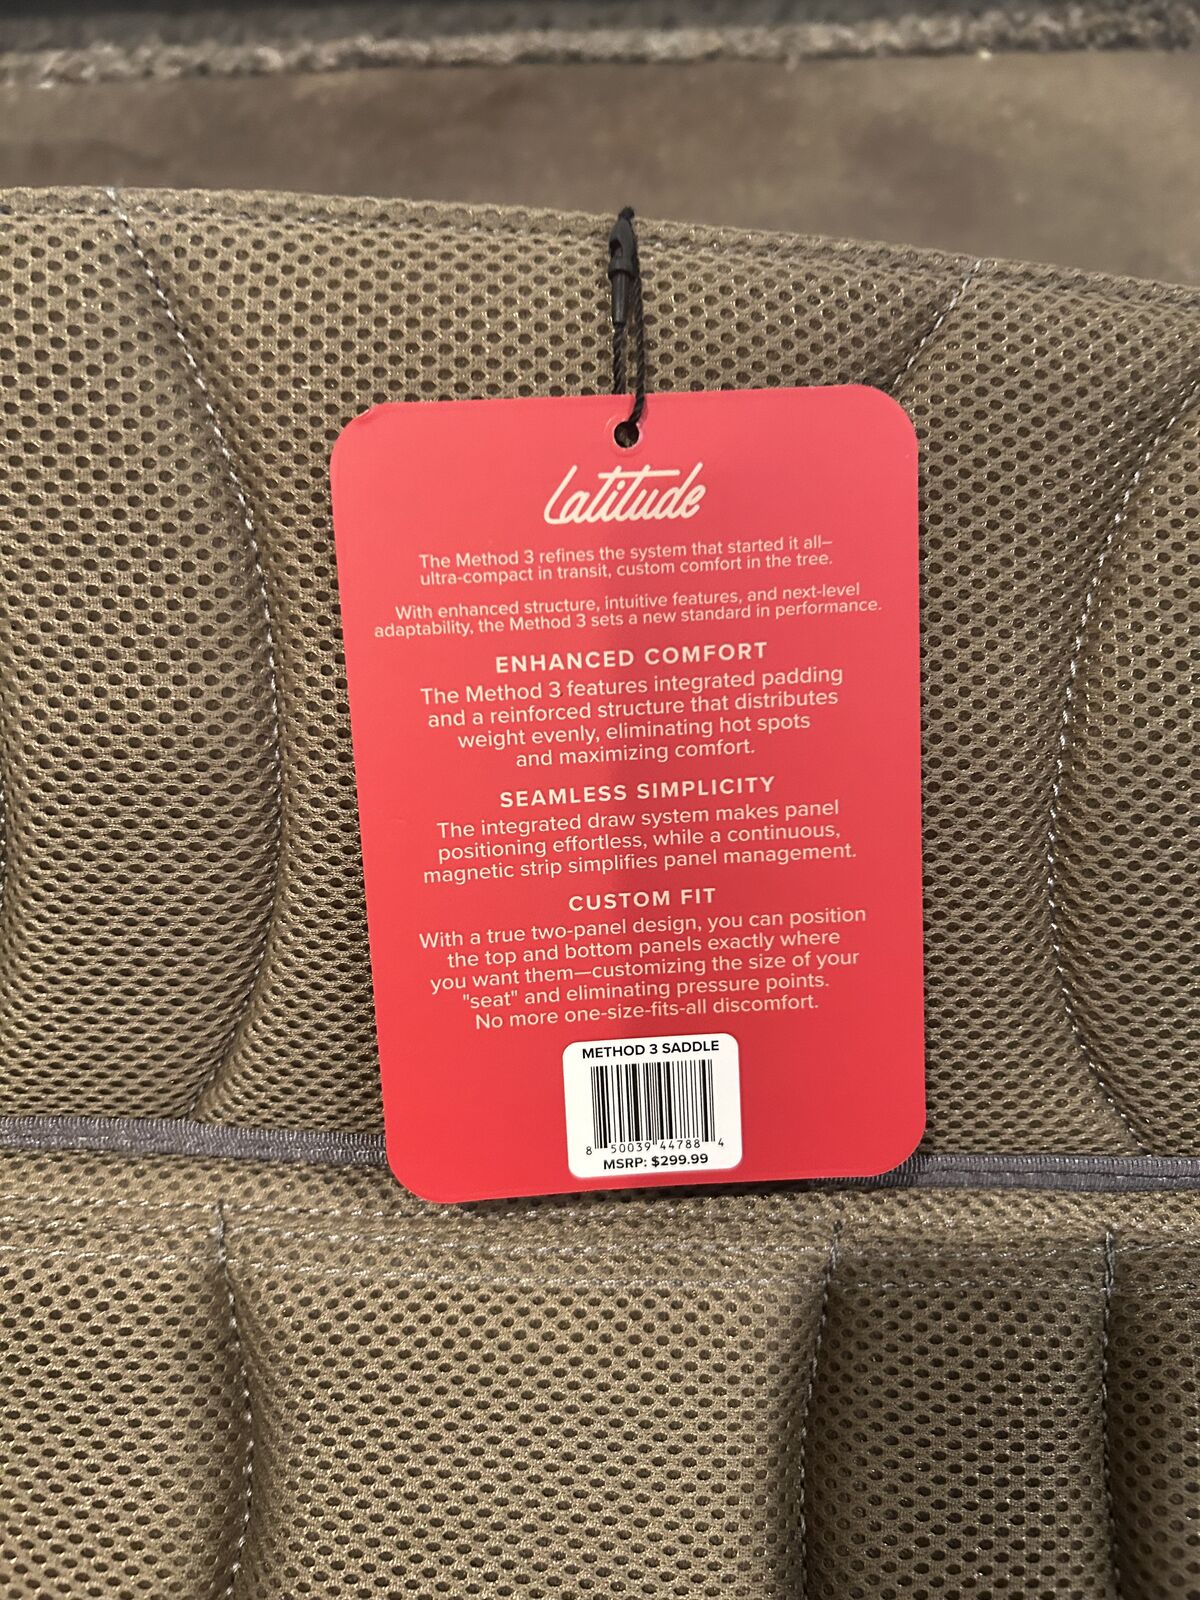 Latitude
The Method 3 refines the system that started it all–
ultra-compact in transit, custom comfort in the tree.
With enhanced structure, intuitive features, and next-level
adaptability, the Method 3 sets a new standard in performance.
ENHANCED COMFORT
The Method 3 features integrated padding
and a reinforced structure that distributes
weight evenly, eliminating hot spots
and maximizing comfort.
SEAMLESS SIMPLICITY
The integrated draw system makes panel
positioning effortless, while a continuous,
magnetic strip simplifies panel management.
CUSTOM FIT
With a true two-panel design, you can position
the top and bottom panels exactly where
you want them—customizing the size of your
"seat" and eliminating pressure points.
No more one-size-fits-all discomfort.
METHOD 3 SADDLE
8 50039 44788 4
MSRP: $299.99